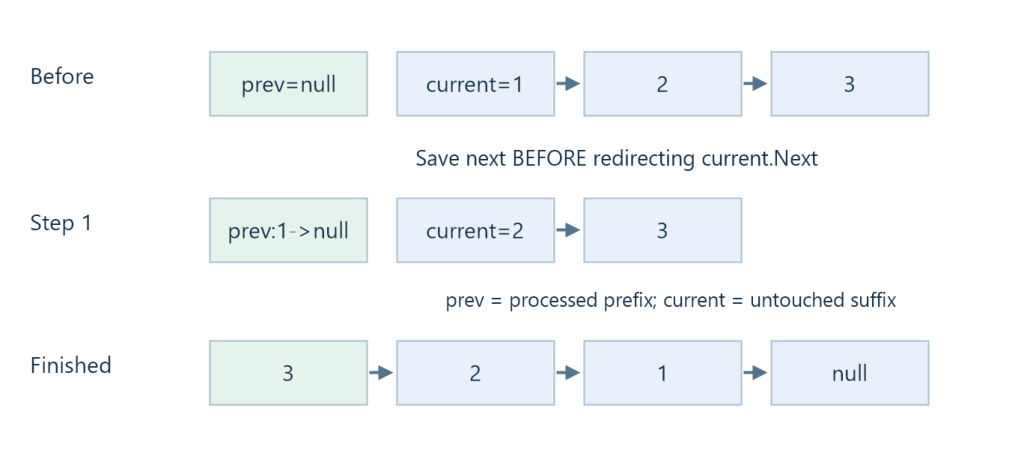 Before prev=null current=1 2 3
Save next BEFORE redirecting current.Next
Step 1 prev:1->null current=2 3
prev = processed prefix; current = untouched suffix
Finished 3 2 1 null